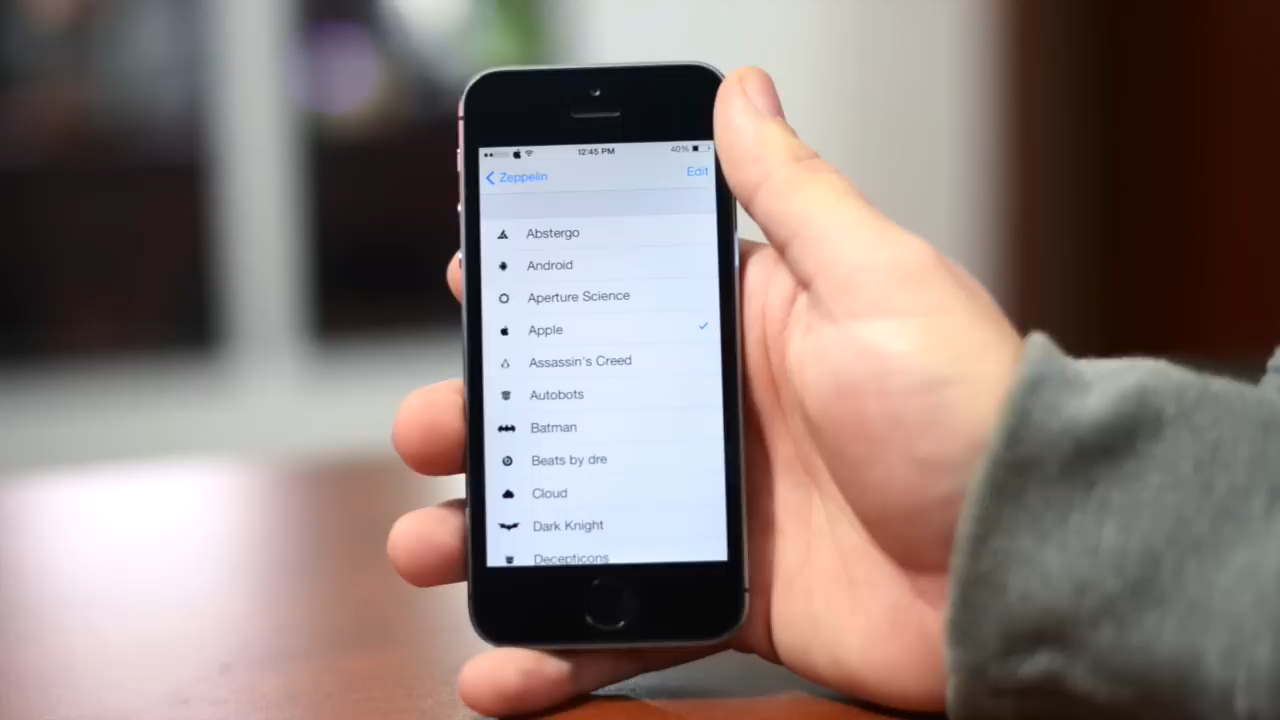 12:45 PM
40%
Zeppelin
Edit
Abstergo
Android
Aperture Science
Apple
Assassin's Creed
Autobots
Batman
Beats by dre
Cloud
Dark Knight
Decepticons